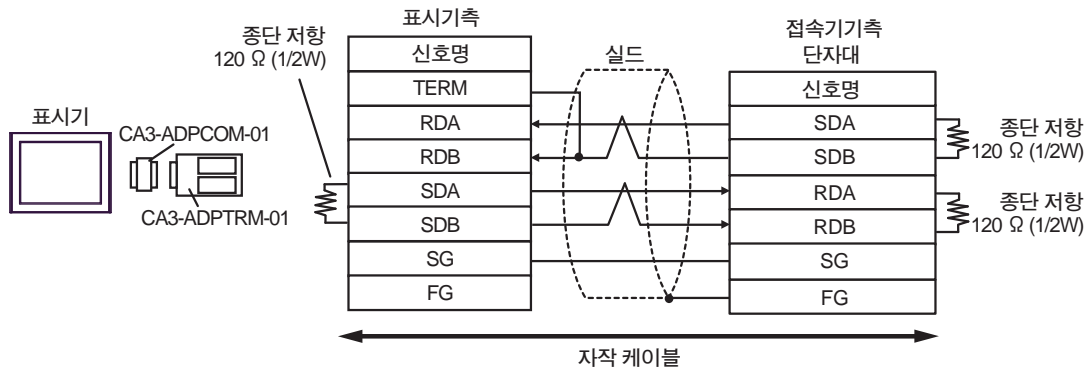 표시기
CA3-ADPCOM-01
CA3-ADPTRM-01
종단 저항
120 Ω (1/2W)
표시기측
신호명
TERM
RDA
RDB
SDA
SDB
SG
FG
실드
접속기기측
단자대
신호명
SDA
SDB
RDA
RDB
SG
FG
종단 저항
120 Ω (1/2W)
종단 저항
120 Ω (1/2W)
자작 케이블